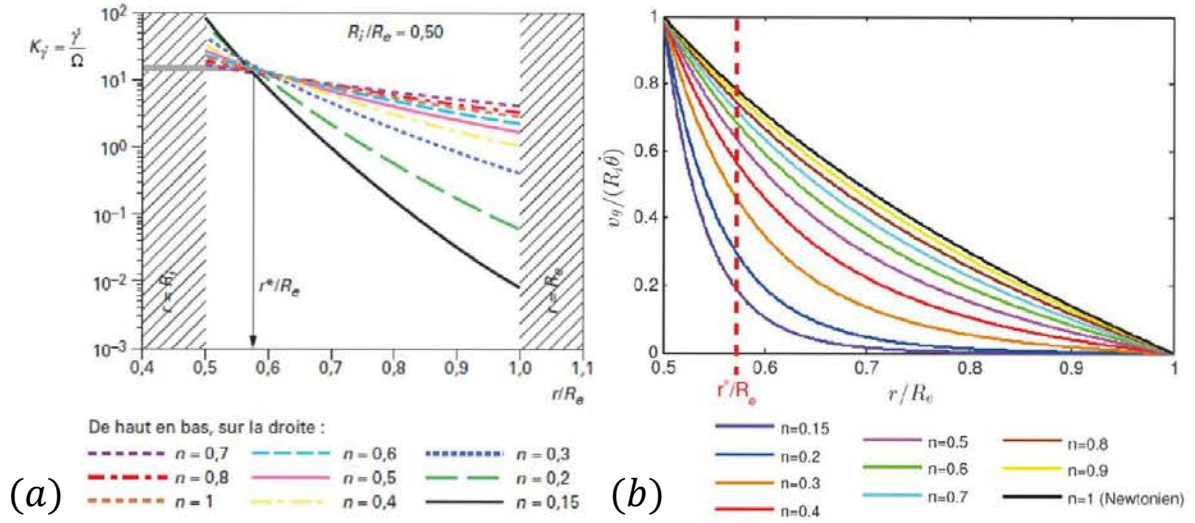 10²
10¹
10⁰
10⁻¹
10⁻²
10⁻³
K_γ̇ = γ̇/Ω
R_i/R_e = 0,50
r = R_i
r*/R_e
r = R_e
0,4 0,5 0,6 0,7 0,8 0,9 1,0 1,1
r/R_e
De haut en bas, sur la droite :
n = 0,7 n = 0,6 n = 0,3
n = 0,8 n = 0,5 n = 0,2
n = 1 n = 0,4 n = 0,15
(a)
1
0.8
0.6
0.4
0.2
0
v_θ/(R_i θ̇)
0.5 0.6 0.7 0.8 0.9 1
r*/R_e
r/R_e
n=0.15 n=0.5 n=0.8
n=0.2 n=0.6 n=0.9
n=0.3 n=0.7 n=1 (Newtonien)
n=0.4
(b)